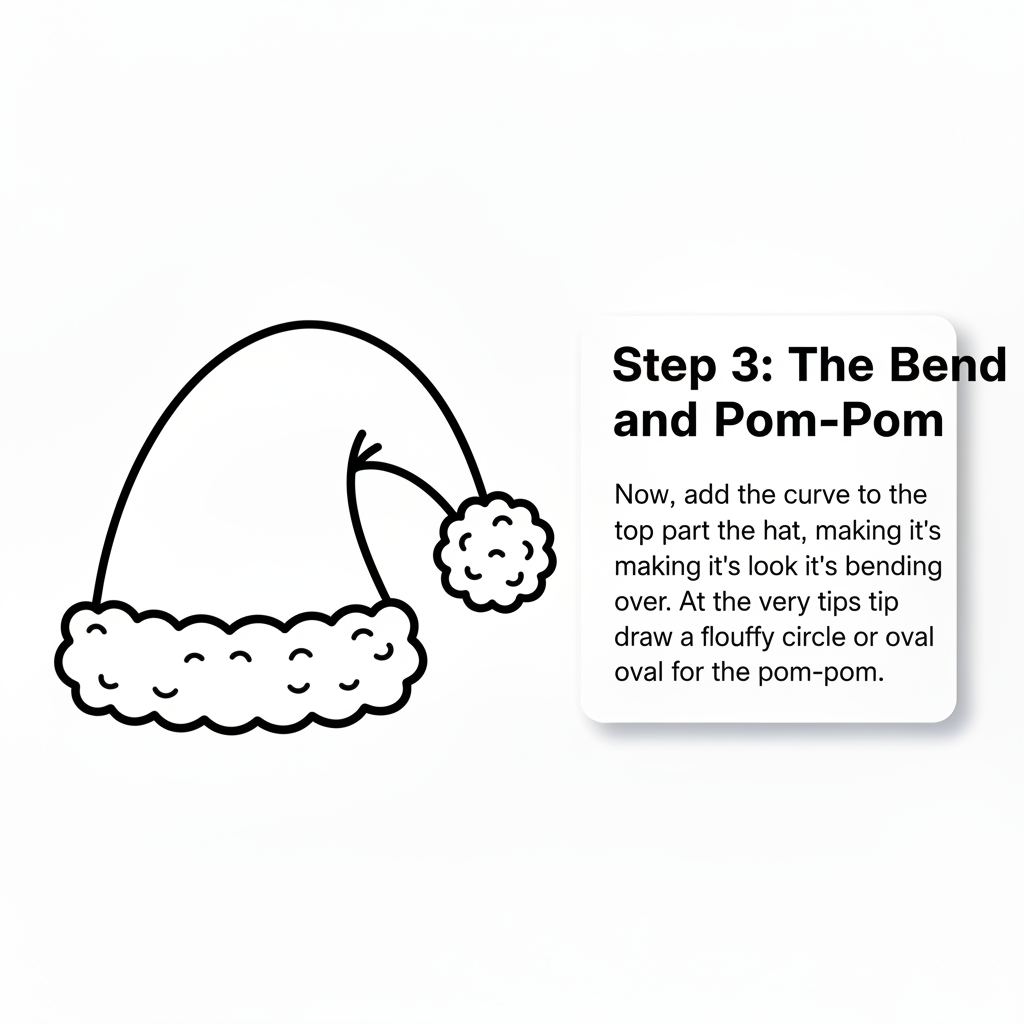 Step 3: The Bend
and Pom-Pom
Now, add the curve to the
top part the hat, making it's
making it's look it's bending
over. At the very tips tip
draw a flouffy circle or oval
oval for the pom-pom.